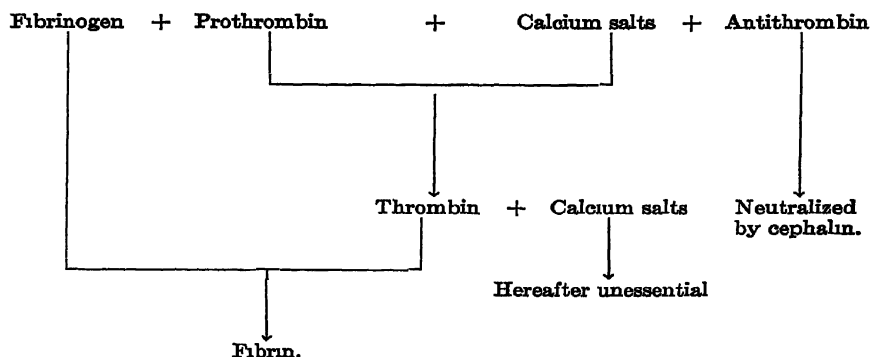 Fibrinogen + Prothrombin + Calcium salts + Antithrombin
Thrombin + Calcium salts Neutralized
by cephalin.
Hereafter unessential
Fibrin.